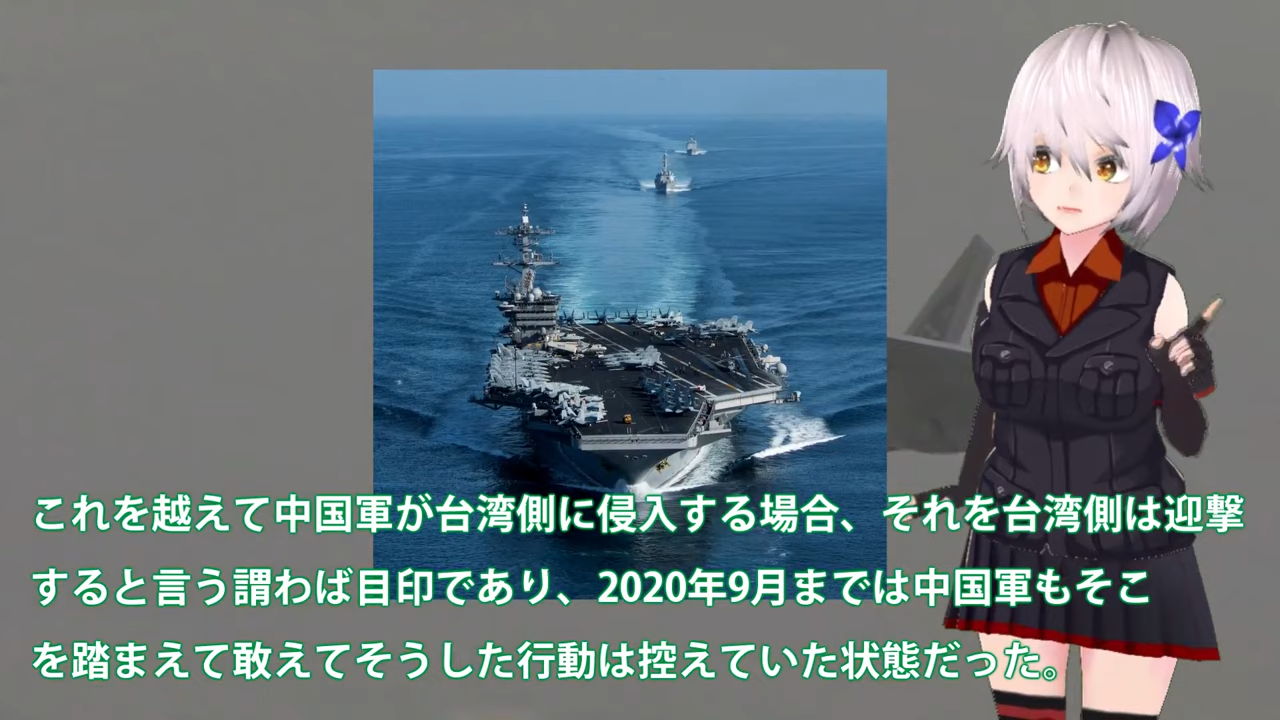 これを越えて中国軍が台湾側に侵入する場合、それを台湾側は迎撃
すると言う謂わば目印であり、2020年9月までは中国軍もそこ
を踏まえて敢えてそうした行動は控えていた状態だった。